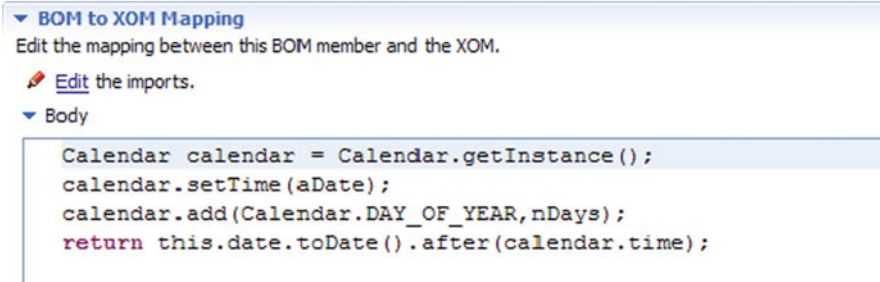 BOM to XOM Mapping
Edit the mapping between this BOM member and the XOM.
Edit the imports.
Body
Calendar calendar = Calendar.getInstance();
calendar.setTime(aDate);
calendar.add(Calendar.DAY_OF_YEAR,nDays);
return this.date.toDate().after(calendar.time);